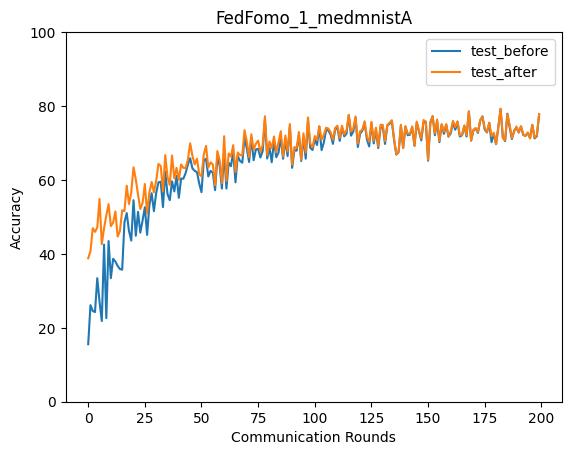 FedFomo_1_medmnistA
test_before
test_after
Accuracy
100
80
60
40
20
0
0 25 50 75 100 125 150 175 200
Communication Rounds